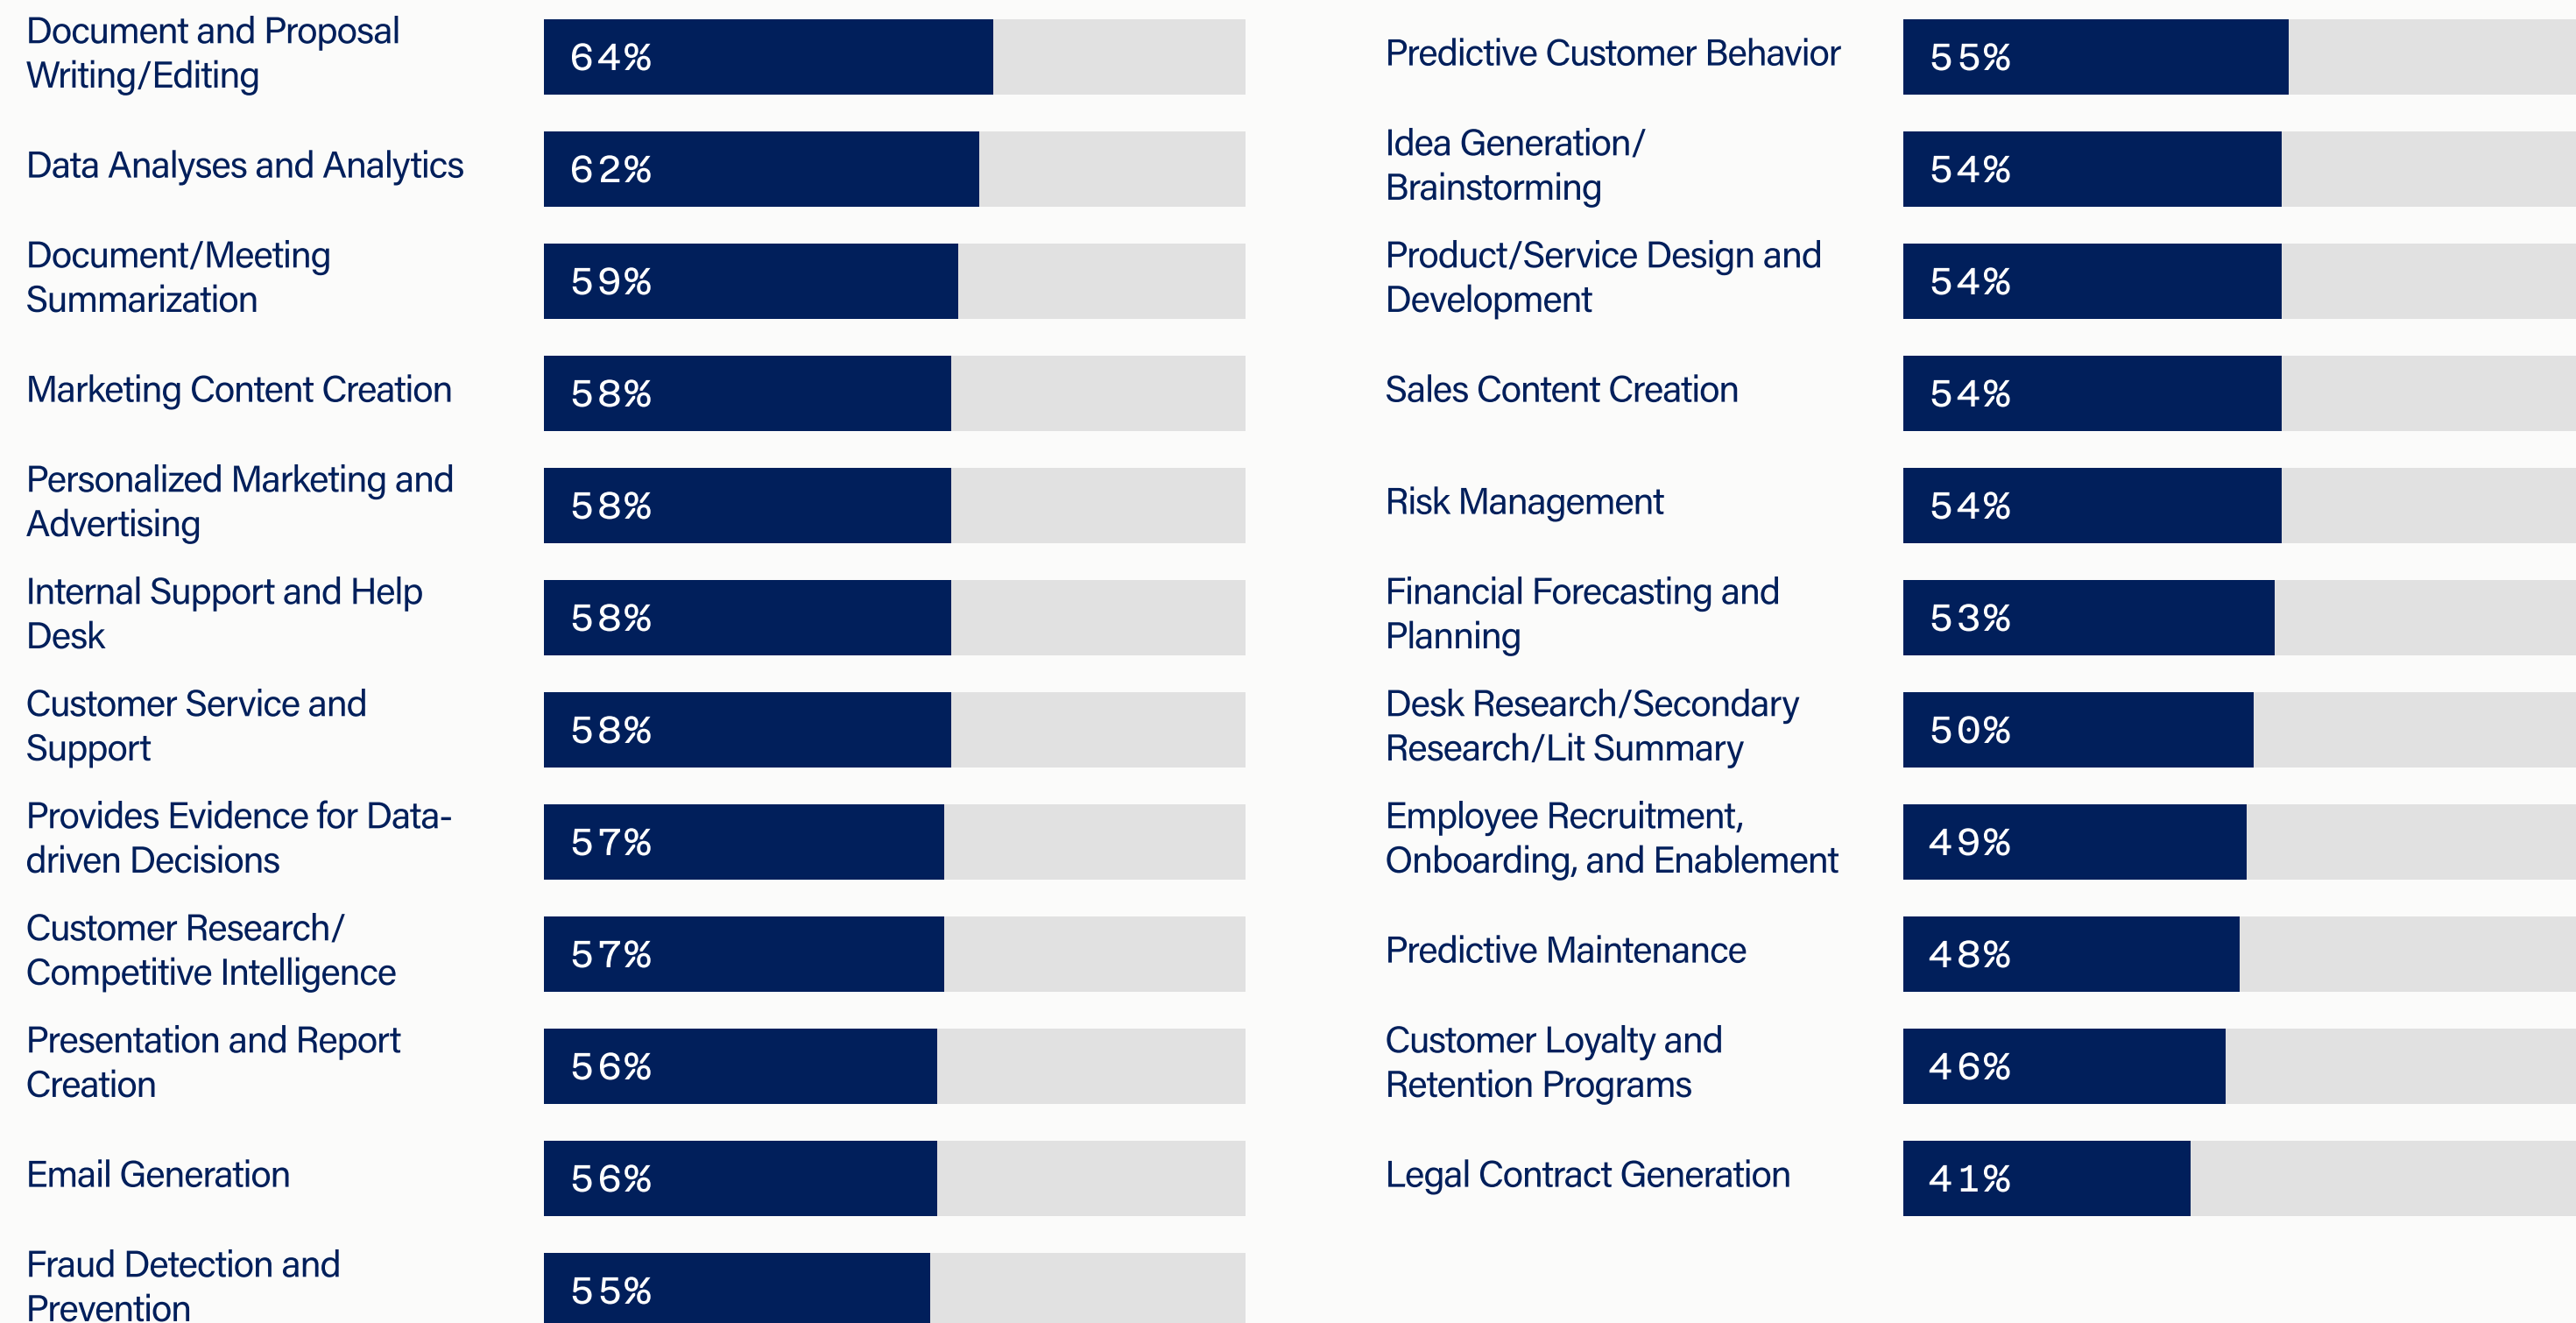 Document and Proposal
Writing/Editing
64%
Data Analyses and Analytics
62%
Document/Meeting
Summarization
59%
Marketing Content Creation
58%
Personalized Marketing and
Advertising
58%
Internal Support and Help
Desk
58%
Customer Service and
Support
58%
Provides Evidence for Data-
driven Decisions
57%
Customer Research/
Competitive Intelligence
57%
Presentation and Report
Creation
56%
Email Generation
56%
Fraud Detection and
Prevention
55%
Predictive Customer Behavior
55%
Idea Generation/
Brainstorming
54%
Product/Service Design and
Development
54%
Sales Content Creation
54%
Risk Management
54%
Financial Forecasting and
Planning
53%
Desk Research/Secondary
Research/Lit Summary
50%
Employee Recruitment,
Onboarding, and Enablement
49%
Predictive Maintenance
48%
Customer Loyalty and
Retention Programs
46%
Legal Contract Generation
41%